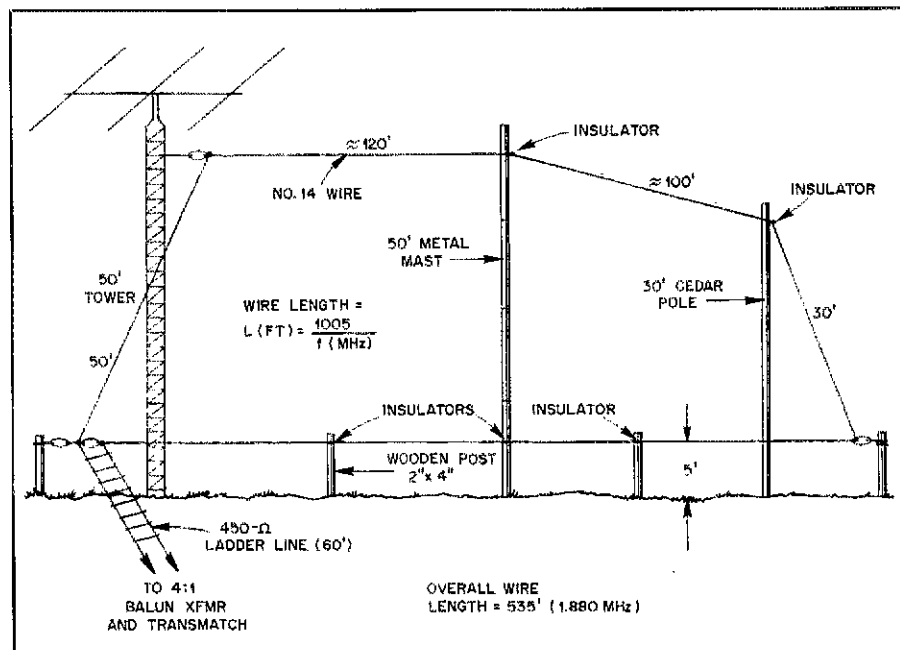 INSULATOR
≈120'
NO. 14 WIRE
≈100'
INSULATOR
50'
TOWER
50' METAL
MAST
30' CEDAR
POLE
30'
WIRE LENGTH =
L (FT) = 1005
f (MHz)
50'
INSULATORS
INSULATOR
WOODEN POST
2" x 4"
5'
450-Ω
LADDER LINE (60')
TO 4:1
BALUN XFMR
AND TRANSMATCH
OVERALL WIRE
LENGTH = 535' (1.880 MHz)